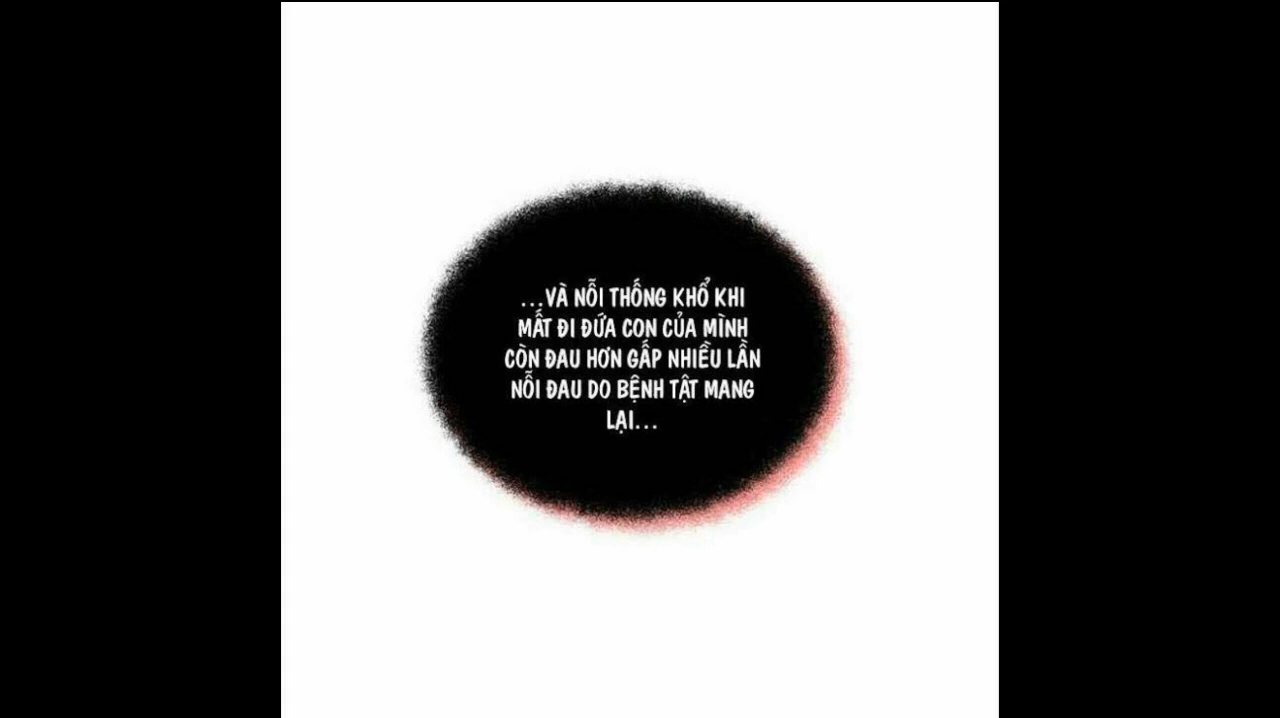 ...VÀ NỖI THỐNG KHỔ KHI
MẤT ĐI ĐỨA CON CỦA MÌNH
CÒN ĐAU HƠN GẤP NHIỀU LẦN
NỖI ĐAU DO BỆNH TẬT MANG
LẠI...